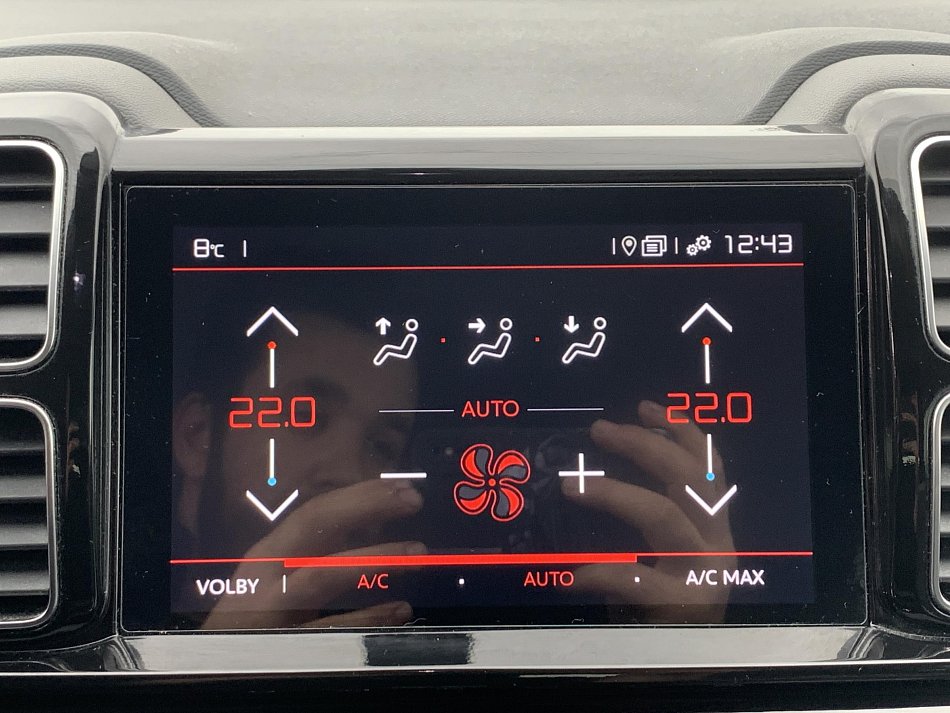 8°C 12:43
22.0 22.0
AUTO
VOLBY A/C AUTO A/C MAX